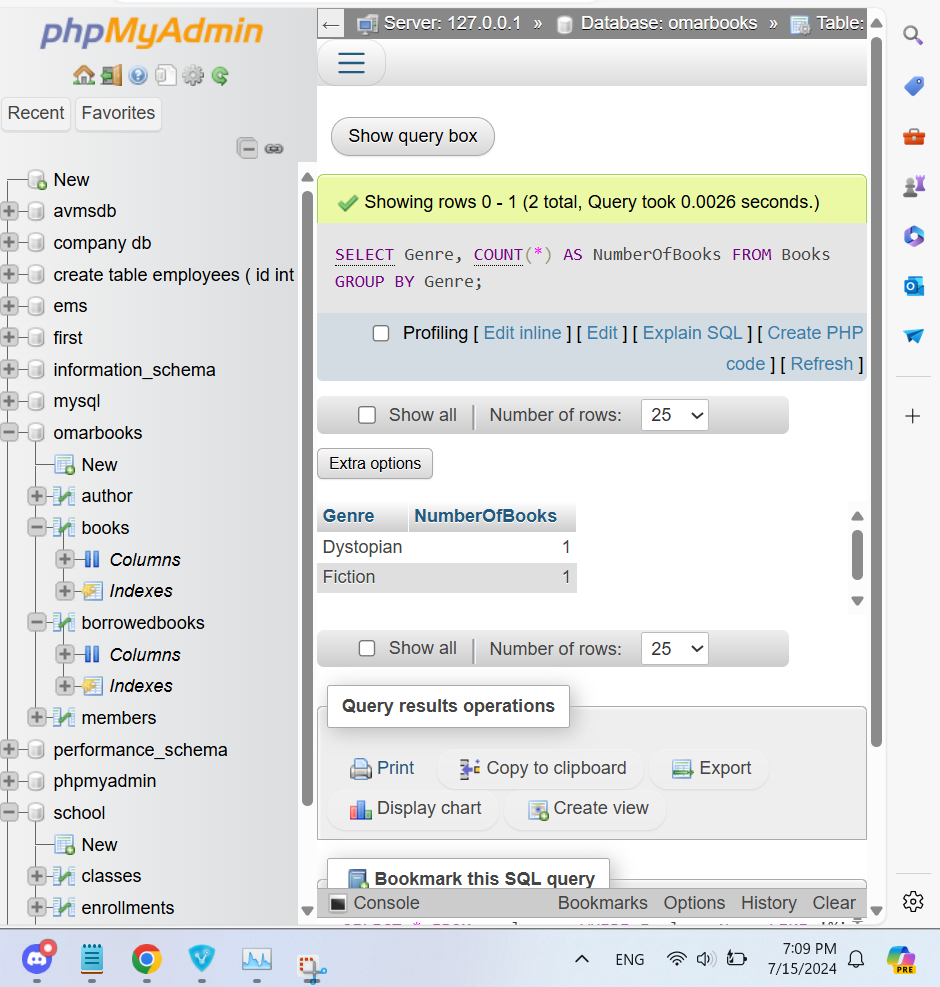 phpMyAdmin
Recent
Favorites
New
avmsdb
company db
create table employees ( id int
ems
first
information_schema
mysql
omarbooks
New
author
books
Columns
Indexes
borrowedbooks
Columns
Indexes
members
performance_schema
phpmyadmin
school
New
classes
enrollments
← Server: 127.0.0.1 » Database: omarbooks » Table:
Show query box
Showing rows 0 - 1 (2 total, Query took 0.0026 seconds.)
SELECT Genre, COUNT(*) AS NumberOfBooks FROM Books
GROUP BY Genre;
Profiling [ Edit inline ] [ Edit ] [ Explain SQL ] [ Create PHP
code ] [ Refresh ]
Show all | Number of rows: 25
Extra options
Genre NumberOfBooks
Dystopian 1
Fiction 1
Show all | Number of rows: 25
Query results operations
Print Copy to clipboard Export
Display chart Create view
Bookmark this SQL query
Console Bookmarks Options History Clear
ENG
7:09 PM
7/15/2024
PRE